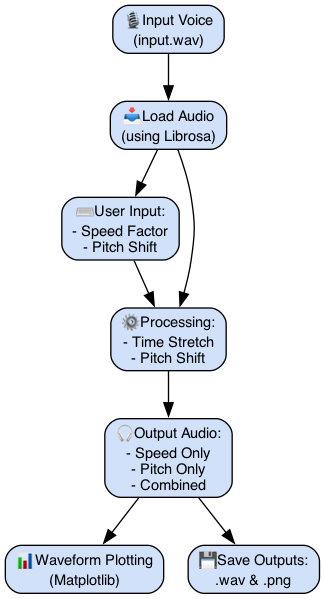 🎙️Input Voice
(input.wav)
📥Load Audio
(using Librosa)
⌨️User Input:
- Speed Factor
- Pitch Shift
⚙️Processing:
- Time Stretch
- Pitch Shift
🎧Output Audio:
- Speed Only
- Pitch Only
- Combined
📊Waveform Plotting
(Matplotlib)
💾Save Outputs:
.wav & .png